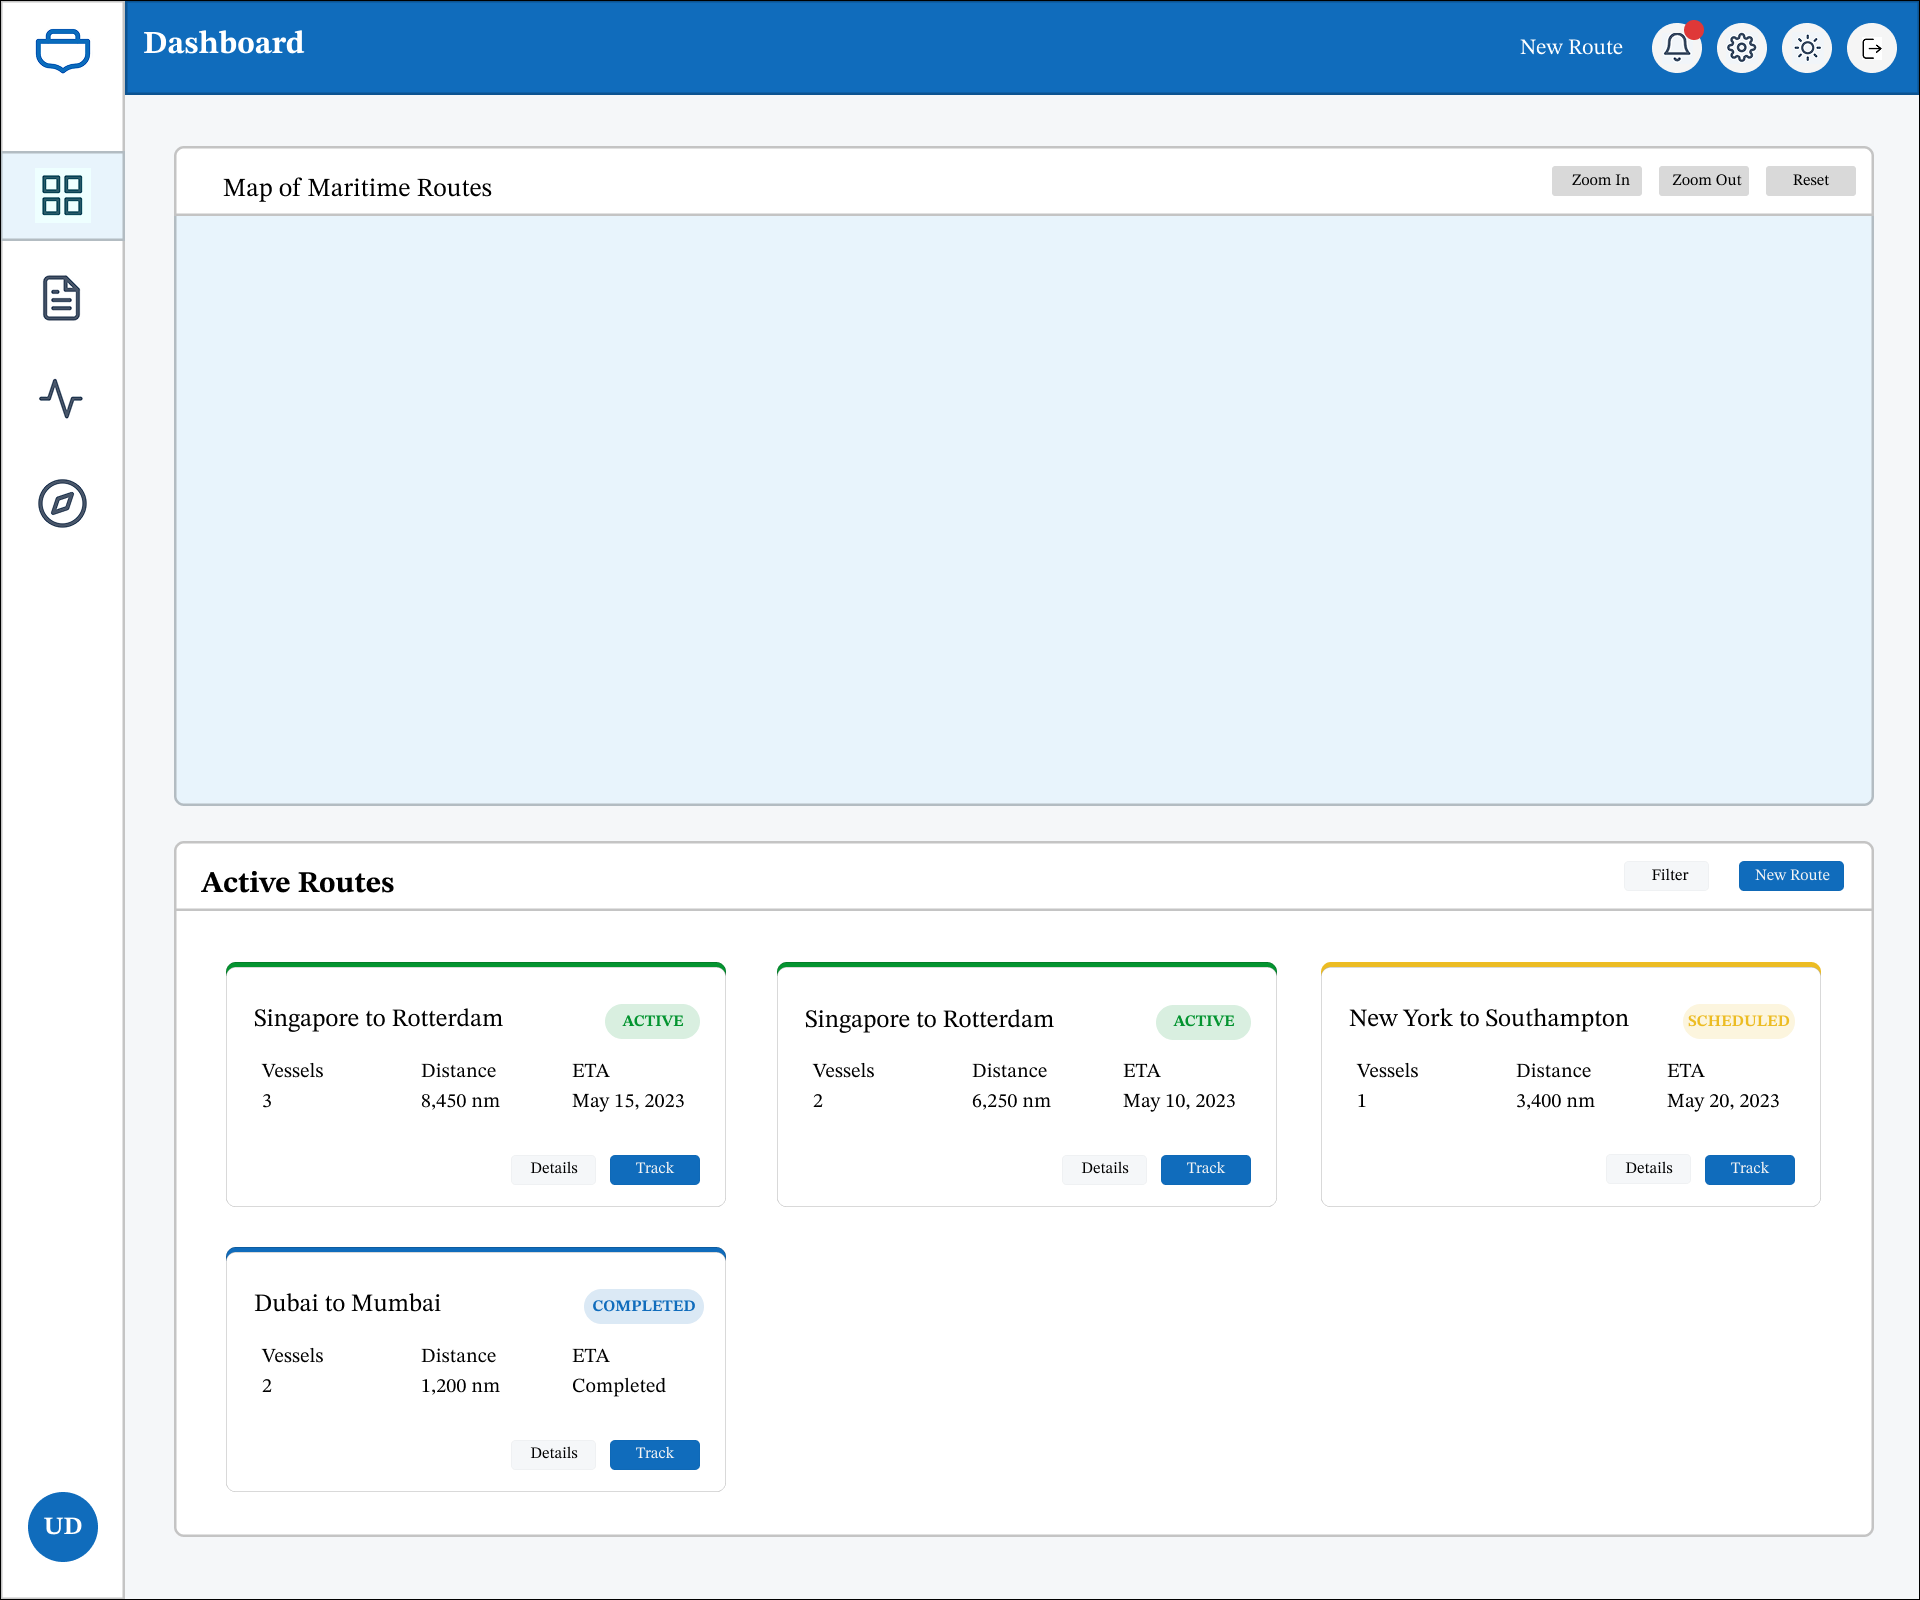 Dashboard
New Route
Map of Maritime Routes
Zoom In
Zoom Out
Reset
Active Routes
Filter
New Route
Singapore to Rotterdam
ACTIVE
Vessels
Distance
ETA
3
8,450 nm
May 15, 2023
Details
Track
Singapore to Rotterdam
ACTIVE
Vessels
Distance
ETA
2
6,250 nm
May 10, 2023
Details
Track
New York to Southampton
SCHEDULED
Vessels
Distance
ETA
1
3,400 nm
May 20, 2023
Details
Track
Dubai to Mumbai
COMPLETED
Vessels
Distance
ETA
2
1,200 nm
Completed
Details
Track
UD